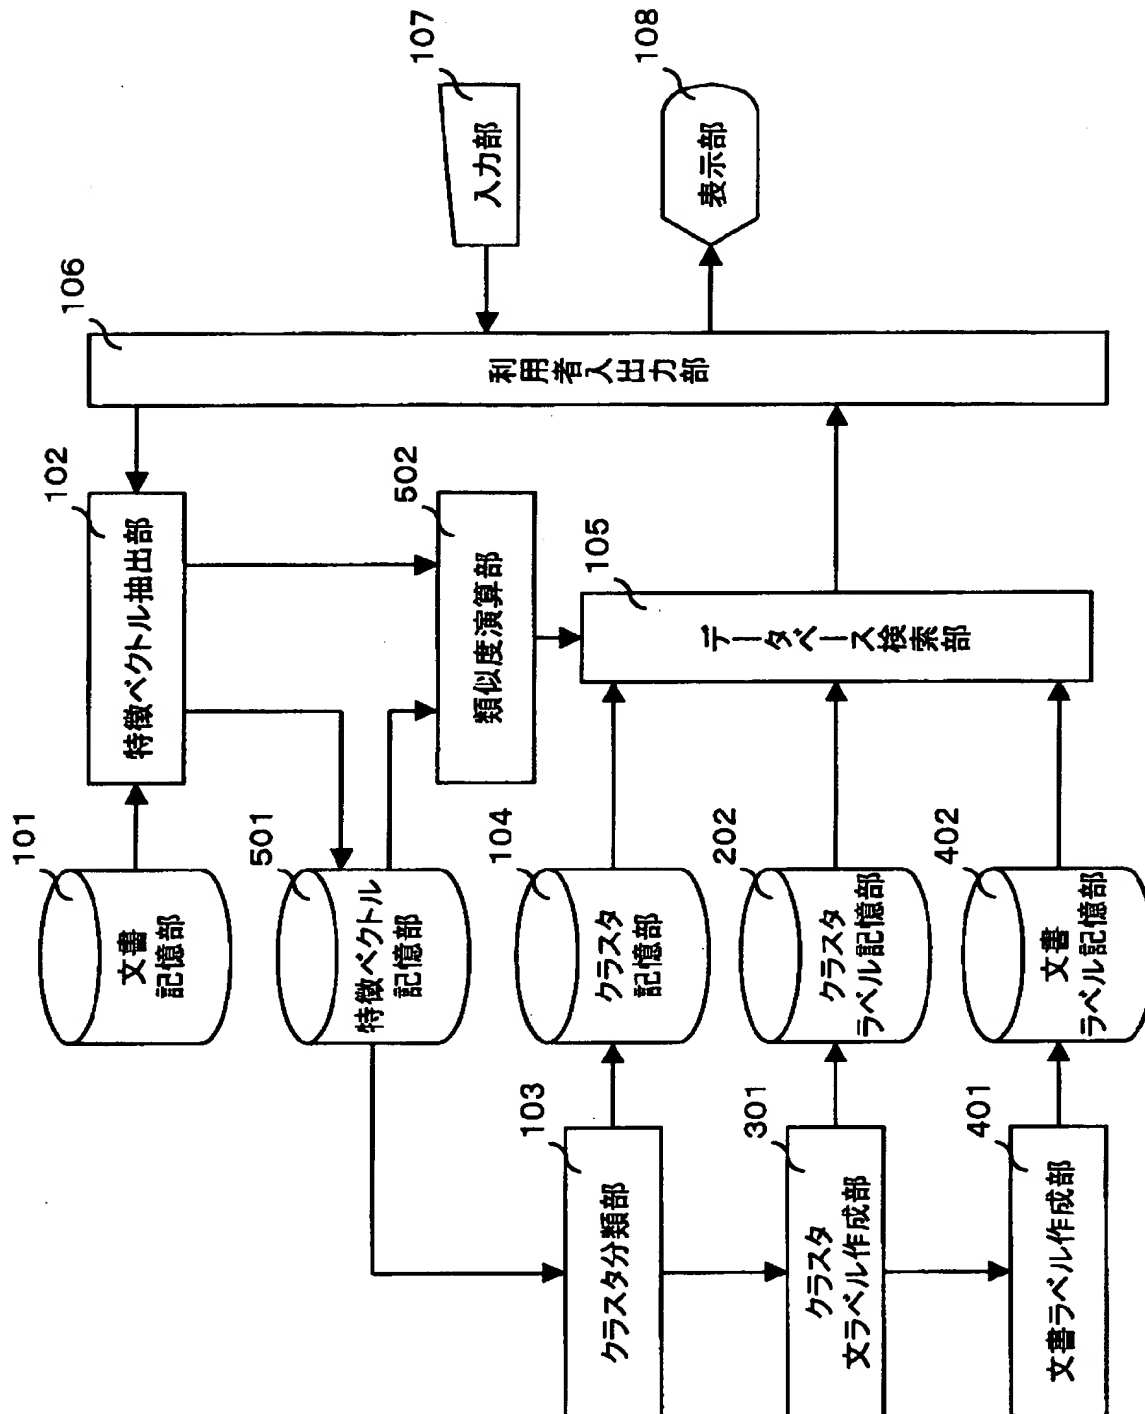 101
文書
記憶部
102
特徴ベクトル抽出部
106
利用者入出力部
107
入力部
108
表示部
501
特徴ベクトル
記憶部
502
類似度演算部
103
クラスタ分類部
104
クラスタ
記憶部
105
データベース検索部
301
クラスタ
文ラベル作成部
202
クラスタ
ラベル記憶部
401
文書ラベル作成部
402
文書
ラベル記憶部